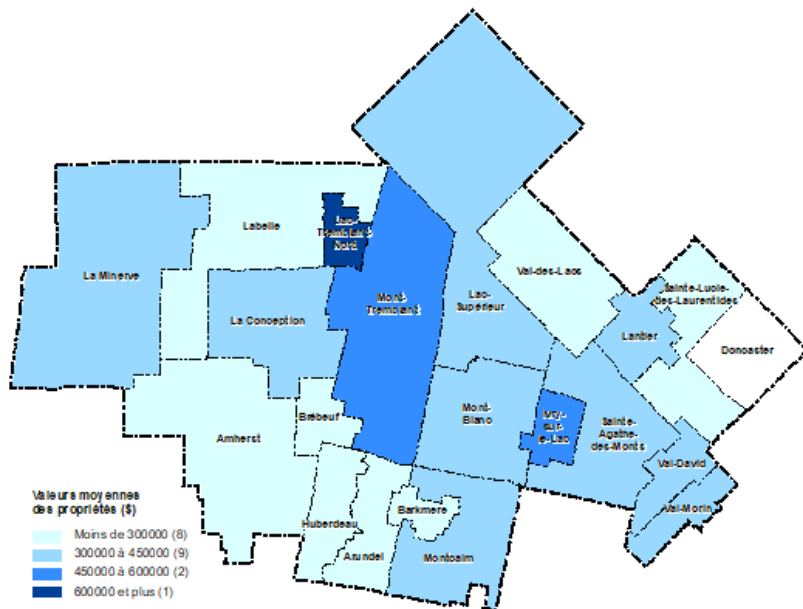 Labelle
Lac-
Tremblant-
Nord
La Minerve
Mont-
Tremblant
La Conception
Lac-
Supérieur
Val-des-Lacs
Sainte-Lucie-
des-Laurentides
Lantier
Doncaster
Amherst
Brébeuf
Mont-
Blanc
Ivry-
sur-
le-Lac
Sainte-
Agathe-
des-Monts
Val-David
Val-Morin
Huberdeau
Arundel
Barkmere
Montcalm
Valeurs moyennes
des propriétés ($)
Moins de 300000 (8)
300000 à 450000 (9)
450000 à 600000 (2)
600000 et plus (1)